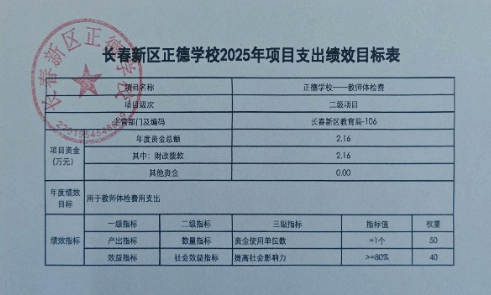 长春新区正德学校2025年项目支出绩效目标表
长春新区正德学校
项目名称 正德学校——教师体检费
项目级次 二级项目
主管部门及编码 长春新区教育局-106
项目资金(万元) 年度资金总额 2.16
其中:财政拨款 2.16
其他资金 0.00
年度绩效目标 用于教师体检费用支出
绩效指标 一级指标 二级指标 三级指标 指标值 权重
产出指标 数量指标 资金使用单位数 =1个 50
效益指标 社会效益指标 提高社会影响力 >=80% 40